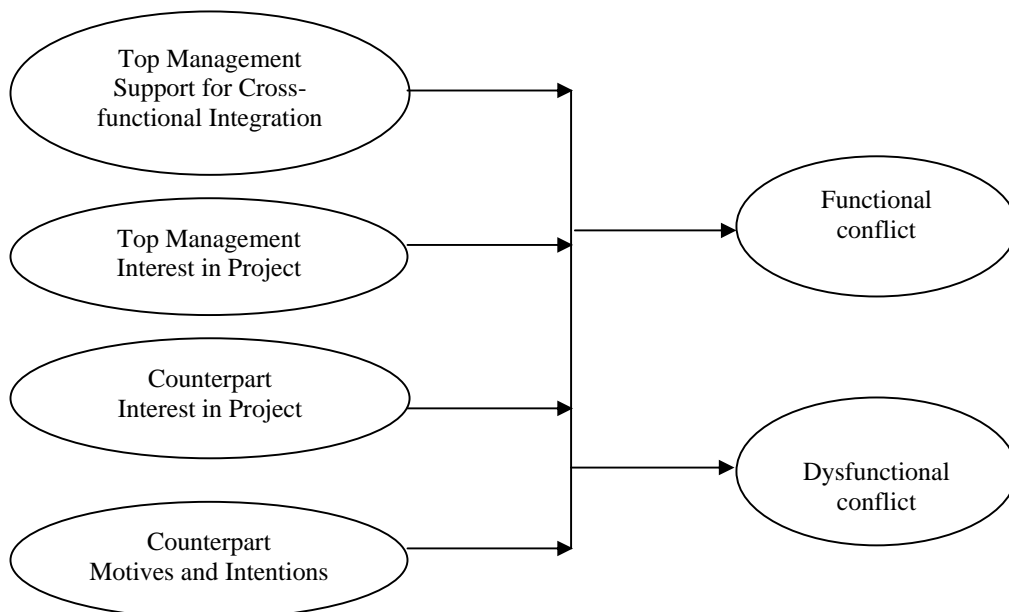 Top Management
Support for Cross-
functional Integration
Top Management
Interest in Project
Counterpart
Interest in Project
Counterpart
Motives and Intentions
Functional
conflict
Dysfunctional
conflict